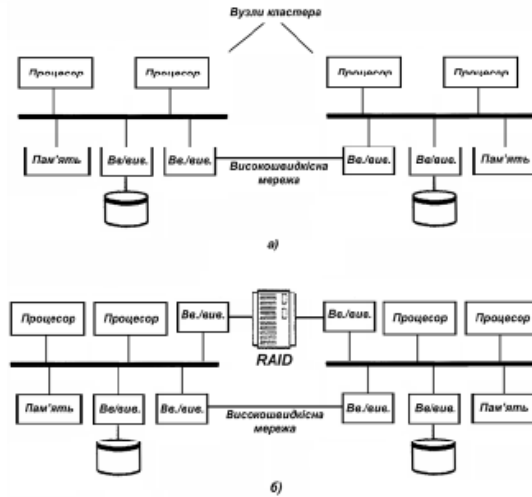 Вузли кластера
Процесор
Процесор
Процесор
Процесор
Пам'ять
Вв/вив.
Вв./вив.
Високошвидкісна
мережа
Вв./вив.
Вв/вив.
Пам'ять
а)
Процесор
Процесор
Вв./вив.
RAID
Вв./вив.
Процесор
Процесор
Пам'ять
Вв/вив.
Вв./вив.
Високошвидкісна
мережа
Вв./вив.
Вв/вив.
Пам'ять
б)